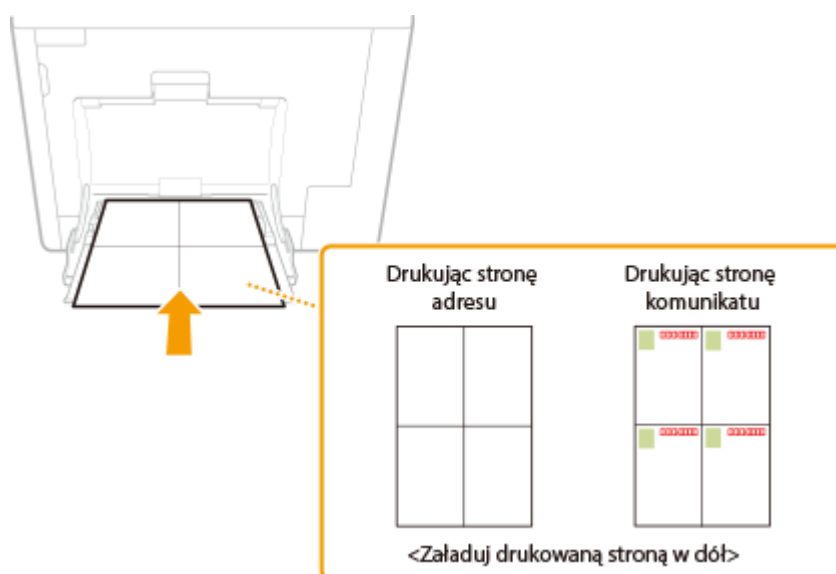 Drukując stronę
adresu
Drukując stronę
komunikatu
<Załaduj drukowaną stroną w dół>